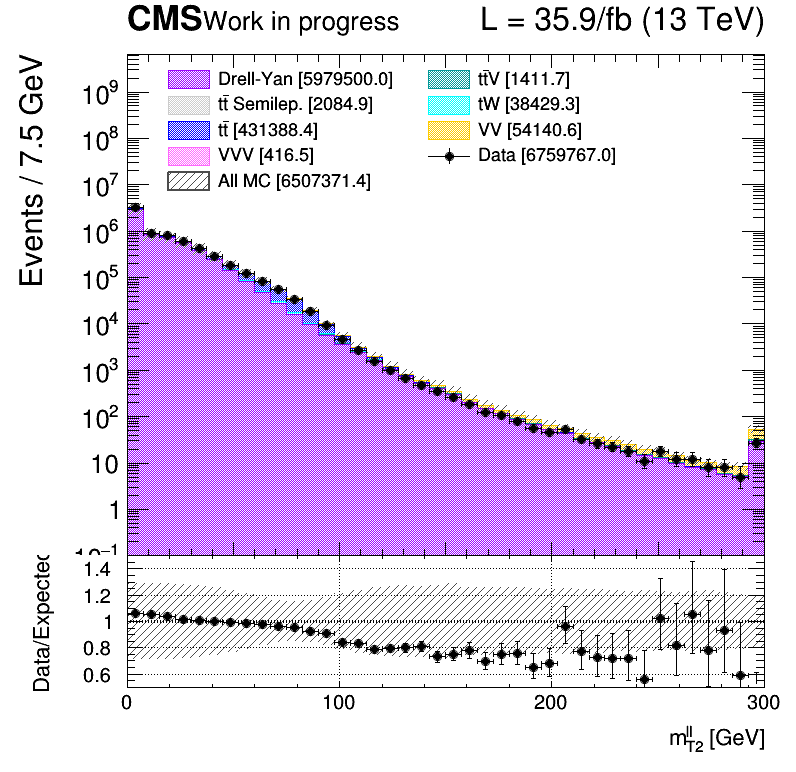 CMS Work in progress L = 35.9/fb (13 TeV)
Events / 7.5 GeV
Drell-Yan [5979500.0]
tt̄ Semilep. [2084.9]
tt̄ [431388.4]
VVV [416.5]
All MC [6507371.4]
tt̄V [1411.7]
tW [38429.3]
VV [54140.6]
Data [6759767.0]
10⁹
10⁸
10⁷
10⁶
10⁵
10⁴
10³
10²
10
1
10⁻¹
Data/Expected
1.4
1.2
1
0.8
0.6
0 100 200 300
m_T2^ll [GeV]